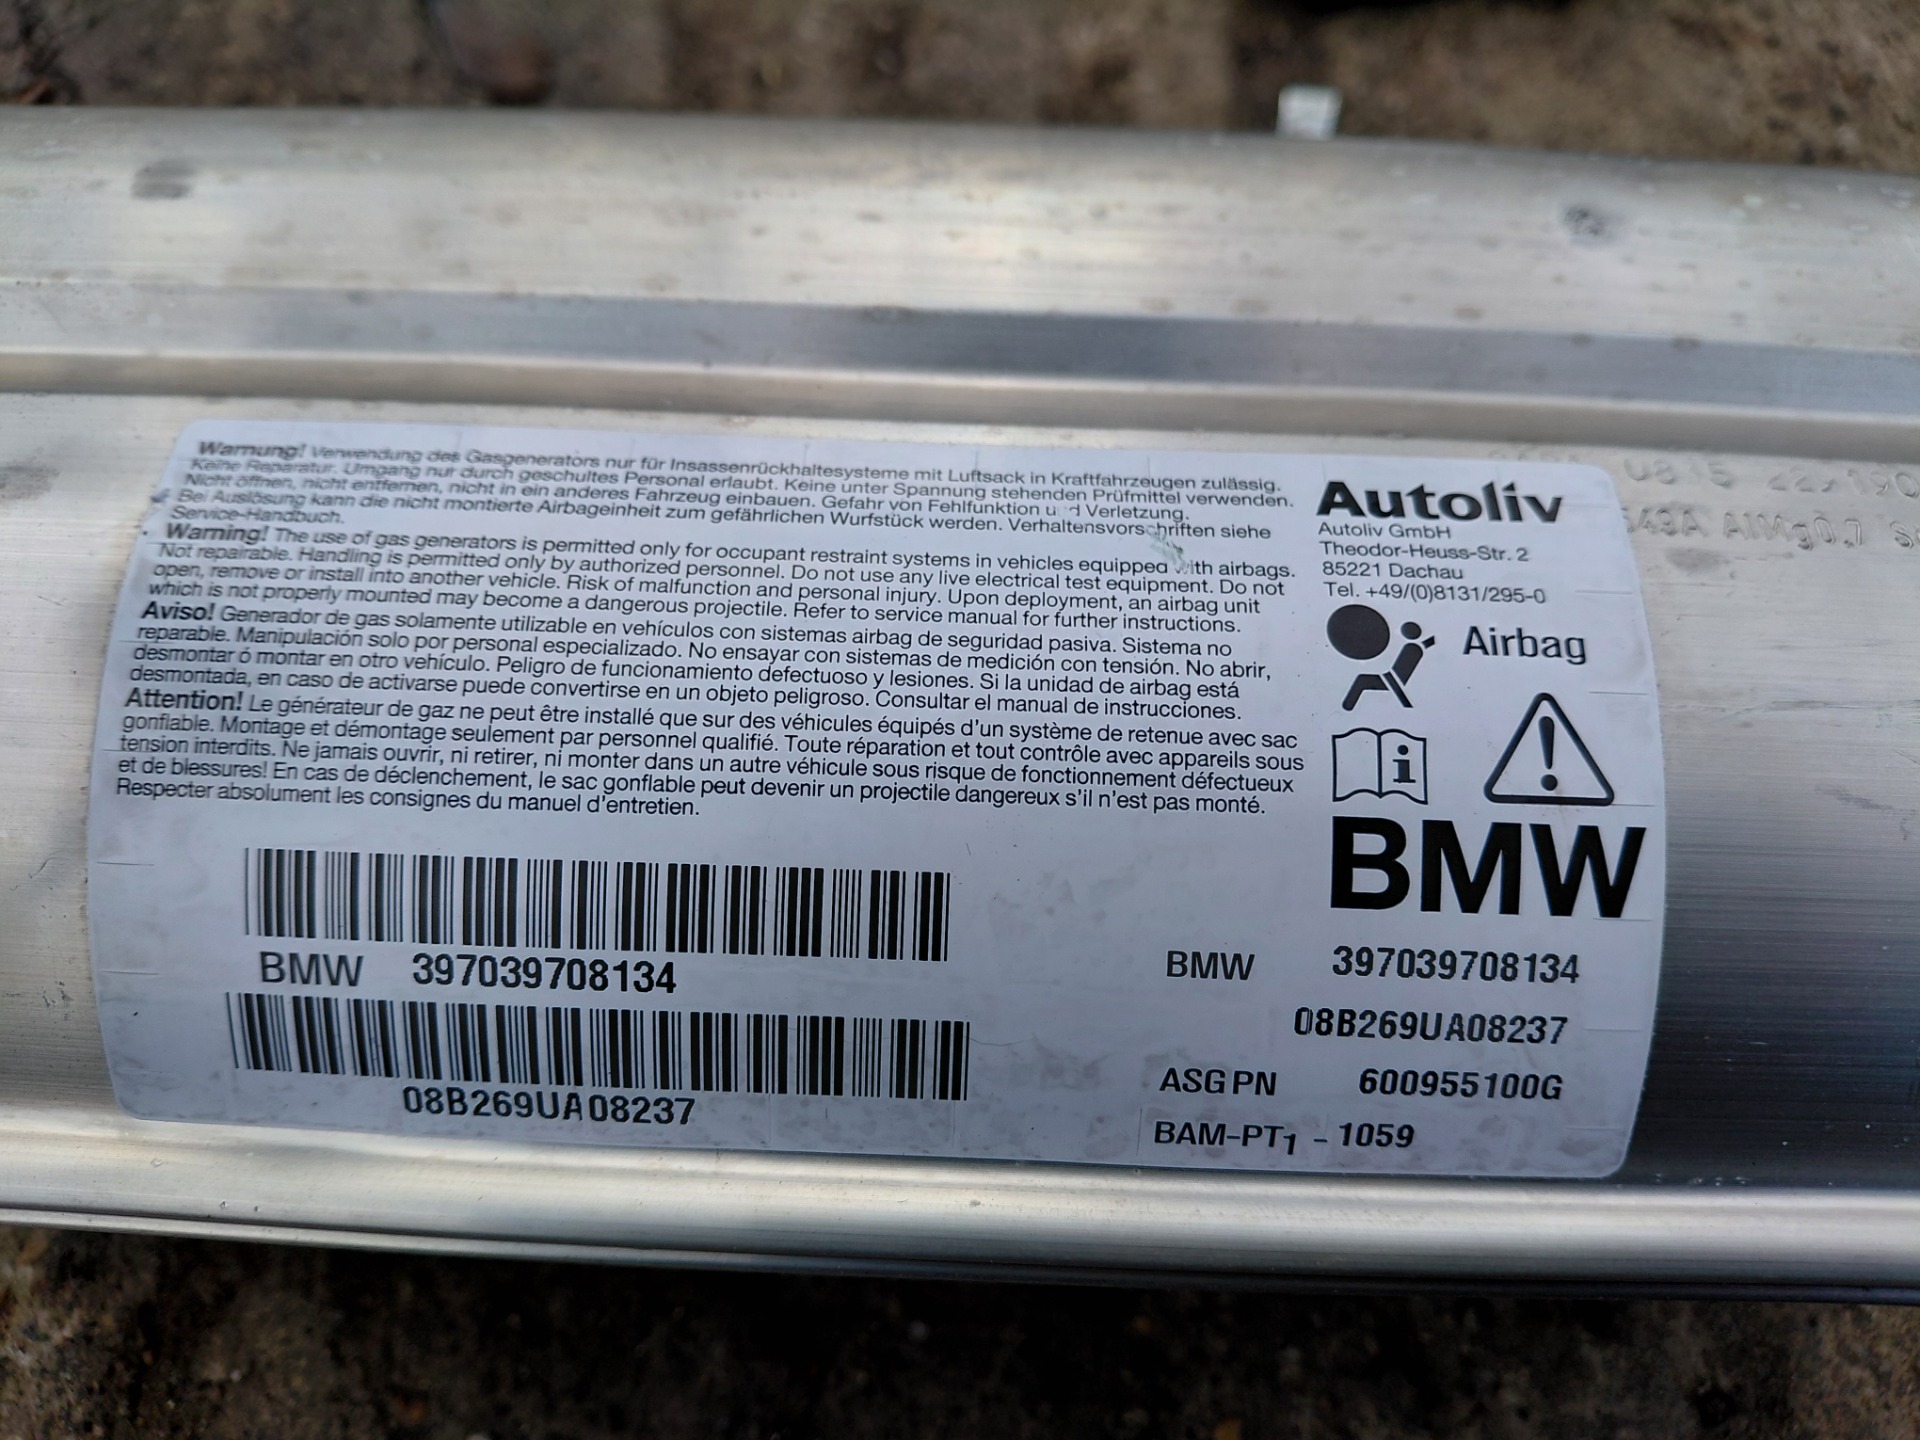 Warnung! Verwendung des Gasgenerators nur für Insassenrückhaltesysteme mit Luftsack in Kraftfahrzeugen zulässig.
Keine Reparatur. Umgang nur durch geschultes Personal erlaubt. Keine unter Spannung stehenden Prüfmittel verwenden.
Nicht öffnen, nicht entfernen, nicht in ein anderes Fahrzeug einbauen. Gefahr von Fehlfunktion u d Verletzung.
Bei Auslösung kann die nicht montierte Airbageinheit zum gefährlichen Wurfstück werden. Verhaltensvorschriften siehe
Service-Handbuch.
Warning! The use of gas generators is permitted only for occupant restraint systems in vehicles equipped with airbags.
Not repairable. Handling is permitted only by authorized personnel. Do not use any live electrical test equipment. Do not
open, remove or install into another vehicle. Risk of malfunction and personal injury. Upon deployment, an airbag unit
which is not properly mounted may become a dangerous projectile. Refer to service manual for further instructions.
Aviso! Generador de gas solamente utilizable en vehículos con sistemas airbag de seguridad pasiva. Sistema no
reparable. Manipulación solo por personal especializado. No ensayar con sistemas de medición con tensión. No abrir,
desmontar ó montar en otro vehículo. Peligro de funcionamiento defectuoso y lesiones. Si la unidad de airbag está
desmontada, en caso de activarse puede convertirse en un objeto peligroso. Consultar el manual de instrucciones.
Attention! Le générateur de gaz ne peut être installé que sur des véhicules équipés d'un système de retenue avec sac
gonflable. Montage et démontage seulement par personnel qualifié. Toute réparation et tout contrôle avec appareils sous
tension interdits. Ne jamais ouvrir, ni retirer, ni monter dans un autre véhicule sous risque de fonctionnement défectueux
et de blessures! En cas de déclenchement, le sac gonflable peut devenir un projectile dangereux s'il n'est pas monté.
Respecter absolument les consignes du manuel d'entretien.
Autoliv
Autoliv GmbH
Theodor-Heuss-Str. 2
85221 Dachau
Tel. +49/(0)8131/295-0
Airbag
BMW
BMW 397039708134
08B269UA08237
BMW 397039708134
08B269UA08237
ASG PN 600955100G
BAM-PT1 - 1059
AlMg0,7